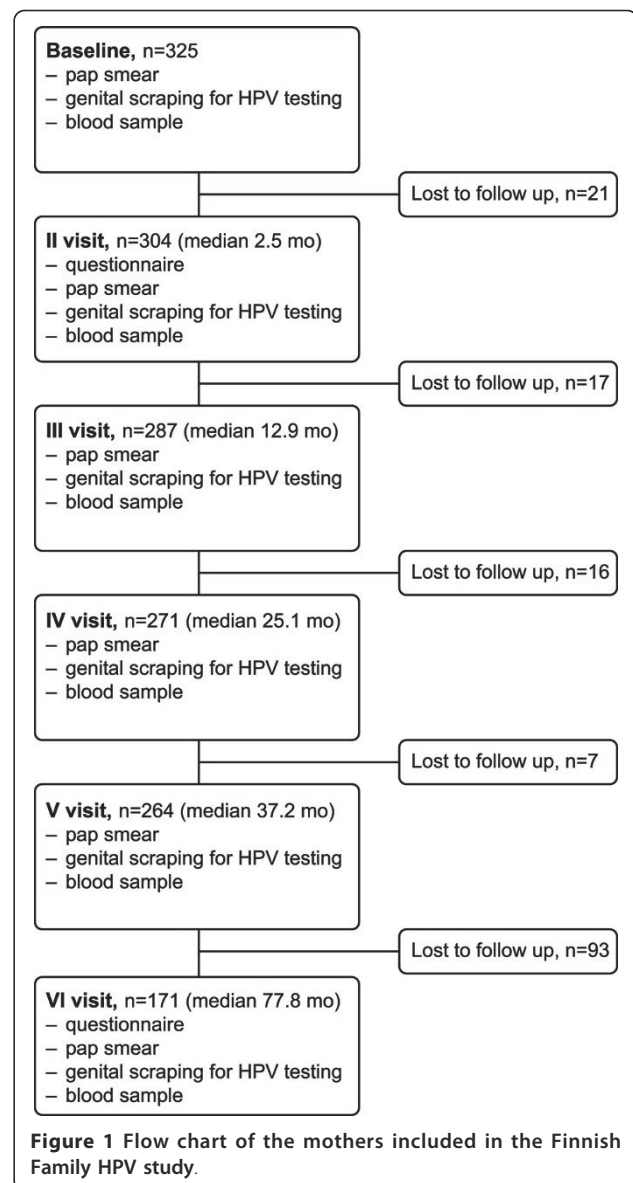 Baseline, n=325
– pap smear
– genital scraping for HPV testing
– blood sample
Lost to follow up, n=21
II visit, n=304 (median 2.5 mo)
– questionnaire
– pap smear
– genital scraping for HPV testing
– blood sample
Lost to follow up, n=17
III visit, n=287 (median 12.9 mo)
– pap smear
– genital scraping for HPV testing
– blood sample
Lost to follow up, n=16
IV visit, n=271 (median 25.1 mo)
– pap smear
– genital scraping for HPV testing
– blood sample
Lost to follow up, n=7
V visit, n=264 (median 37.2 mo)
– pap smear
– genital scraping for HPV testing
– blood sample
Lost to follow up, n=93
VI visit, n=171 (median 77.8 mo)
– questionnaire
– pap smear
– genital scraping for HPV testing
– blood sample
Figure 1 Flow chart of the mothers included in the Finnish
Family HPV study.